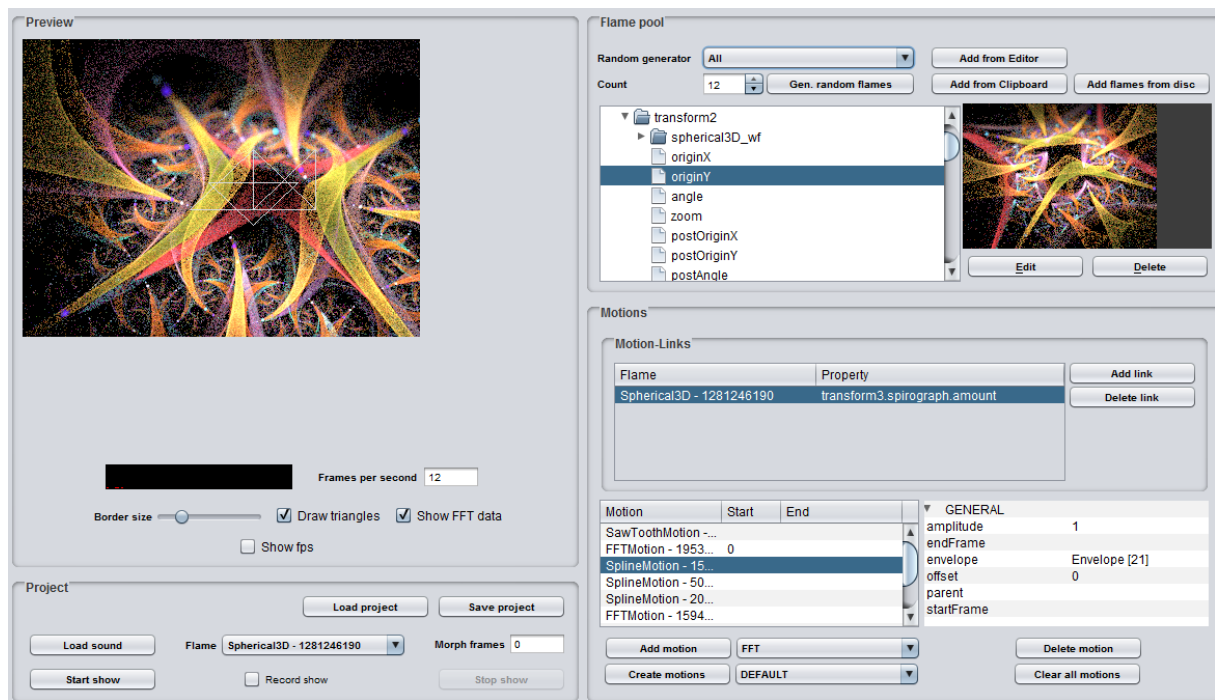 Preview
Frames per second 12
Border size Draw triangles Show FFT data
Show fps
Project
Load project Save project
Load sound Flame Spherical3D - 1281246190 Morph frames 0
Start show Record show Stop show
Flame pool
Random generator All Add from Editor
Count 12 Gen. random flames Add from Clipboard Add flames from disc
transform2
spherical3D_wf
originX
originY
angle
zoom
postOriginX
postOriginY
postAngle
Edit Delete
Motions
Motion-Links
Flame Property
Spherical3D - 1281246190 transform3.spirograph.amount
Add link
Delete link
Motion Start End
SawToothMotion -...
FFTMotion - 1953... 0
SplineMotion - 15...
SplineMotion - 50...
SplineMotion - 20...
FFTMotion - 1594...
GENERAL
amplitude 1
endFrame
envelope Envelope [21]
offset 0
parent
startFrame
Add motion FFT Delete motion
Create motions DEFAULT Clear all motions